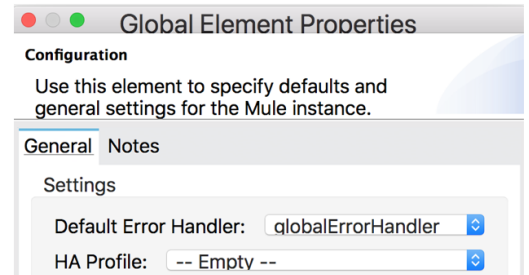 Global Element Properties
Configuration
Use this element to specify defaults and
general settings for the Mule instance.
General Notes
Settings
Default Error Handler: globalErrorHandler
HA Profile: -- Empty --